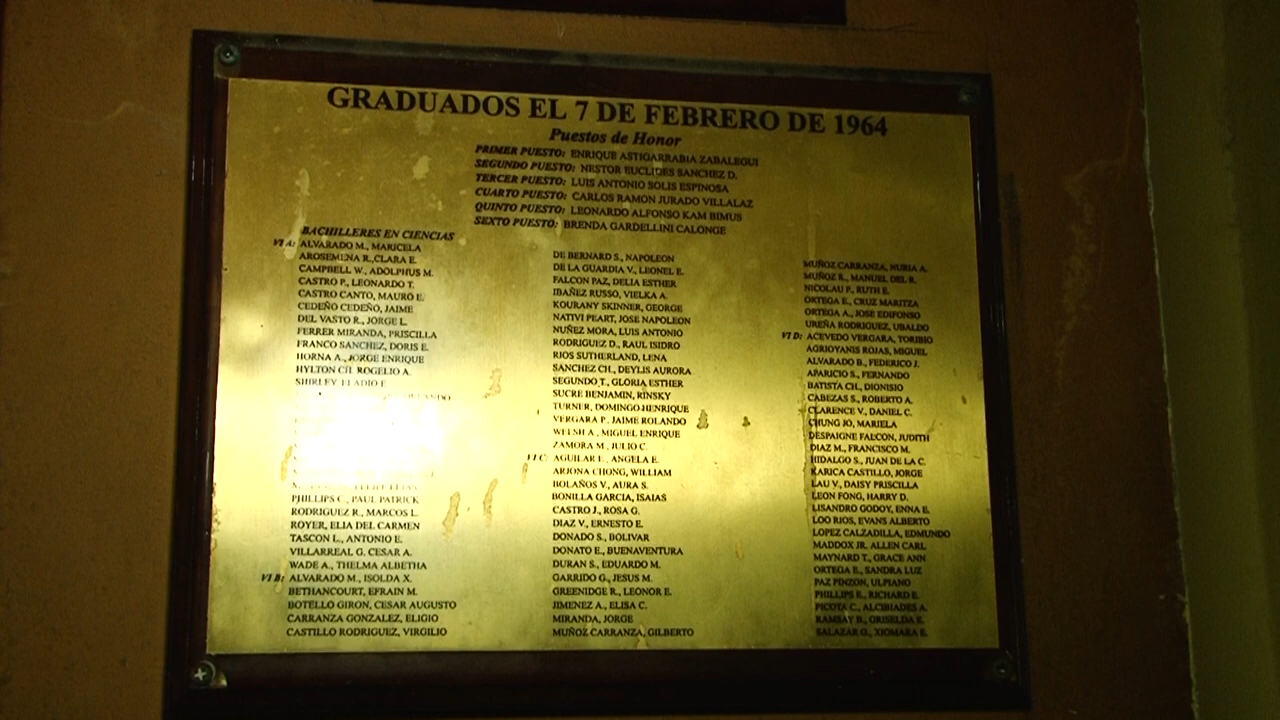 GRADUADOS EL 7 DE FEBRERO DE 1964
Puestos de Honor
PRIMER PUESTO: ENRIQUE ASTIGARRABIA ZABALEGUI
SEGUNDO PUESTO: NESTOR EUCLIDES SANCHEZ D.
TERCER PUESTO: LUIS ANTONIO SOLIS ESPINOSA
CUARTO PUESTO: CARLOS RAMON JURADO VILLALAZ
QUINTO PUESTO: LEONARDO ALFONSO KAM BIMUS
SEXTO PUESTO: BRENDA GARDELLINI CALONGE
BACHILLERES EN CIENCIAS
VI A: ALVARADO M., MARICELA
AROSEMENA R., CLARA E.
CAMPBELL W., ADOLPHUS M.
CASTRO P., LEONARDO T.
CASTRO CANTO, MAURO E.
CEDEÑO CEDEÑO, JAIME
DEL VASTO R., JORGE L.
FERRER MIRANDA, PRISCILLA
FRANCO SANCHEZ, DORIS E.
HORNA A., JORGE ENRIQUE
HYLTON CH. ROGELIO A.
SHIRLEY ELADIO F.
PHILLIPS C., PAUL PATRICK
RODRIGUEZ R., MARCOS L.
ROYER, ELIA DEL CARMEN
TASCON L., ANTONIO E.
VILLARREAL G. CESAR A.
WADE A., THELMA ALBETHA
VI B: ALVARADO M., ISOLDA X.
BETHANCOURT, EFRAIN M.
BOTELLO GIRON, CESAR AUGUSTO
CARRANZA GONZALEZ, ELIGIO
CASTILLO RODRIGUEZ, VIRGILIO
DE BERNARD S., NAPOLEON
DE LA GUARDIA V., LEONEL E.
FALCON PAZ, DELIA ESTHER
IBAÑEZ RUSSO, VIELKA A.
KOURANY SKINNER, GEORGE
NATIVI PEART, JOSE NAPOLEON
NUÑEZ MORA, LUIS ANTONIO
RODRIGUEZ D., RAUL ISIDRO
RIOS SUTHERLAND, LENA
SANCHEZ CH., DEYLIS AURORA
SEGUNDO T., GLORIA ESTHER
SUCRE BENJAMIN, RINSKY
TURNER, DOMINGO HENRIQUE
VERGARA P. JAIME ROLANDO
WELSH A., MIGUEL ENRIQUE
ZAMORA M., JULIO C.
VI C: AGUILAR E., ANGELA E.
ARJONA CHONG, WILLIAM
BOLAÑOS V., AURA S.
BONILLA GARCIA, ISAIAS
CASTRO J., ROSA G.
DIAZ V., ERNESTO E.
DONADO S., BOLIVAR
DONATO E., BUENAVENTURA
DURAN S., EDUARDO M.
GARRIDO G., JESUS M.
GREENIDGE R., LEONOR E.
JIMENEZ A., ELISA C.
MIRANDA, JORGE
MUÑOZ CARRANZA, GILBERTO
MUÑOZ CARRANZA, NURIA A.
MUÑOZ R., MANUEL DEL R.
NICOLAU P., RUTH E.
ORTEGA E., CRUZ MARITZA
ORTEGA A., JOSE EDIFONSO
UREÑA RODRIGUEZ, UBALDO
VI D: ACEVEDO VERGARA, TORIBIO
AGRIOYANIS ROJAS, MIGUEL
ALVARADO B., FEDERICO J.
APARICIO S., FERNANDO
BATISTA CH., DIONISIO
CABEZAS S., ROBERTO A.
CLARENCE V., DANIEL C.
CHUNG JO, MARIELA
DESPAIGNE FALCON, JUDITH
DIAZ M., FRANCISCO M.
HIDALGO S., JUAN DE LA C.
KARICA CASTILLO, JORGE
LAU V., DAISY PRISCILLA
LEON FONG, HARRY D.
LISANDRO GODOY, ENNA E.
LOO RIOS, EVANS ALBERTO
LOPEZ CALZADILLA, EDMUNDO
MADDOX JR. ALLEN CARL
MAYNARD T., GRACE ANN
ORTEGA E., SANDRA LUZ
PAZ PINZON, ULPIANO
PHILLIPS E., RICHARD E.
PICOTA C., ALCIBIADES A.
RAMSAY B., GRISELDA E.
SALAZAR O., XIOMARA E.